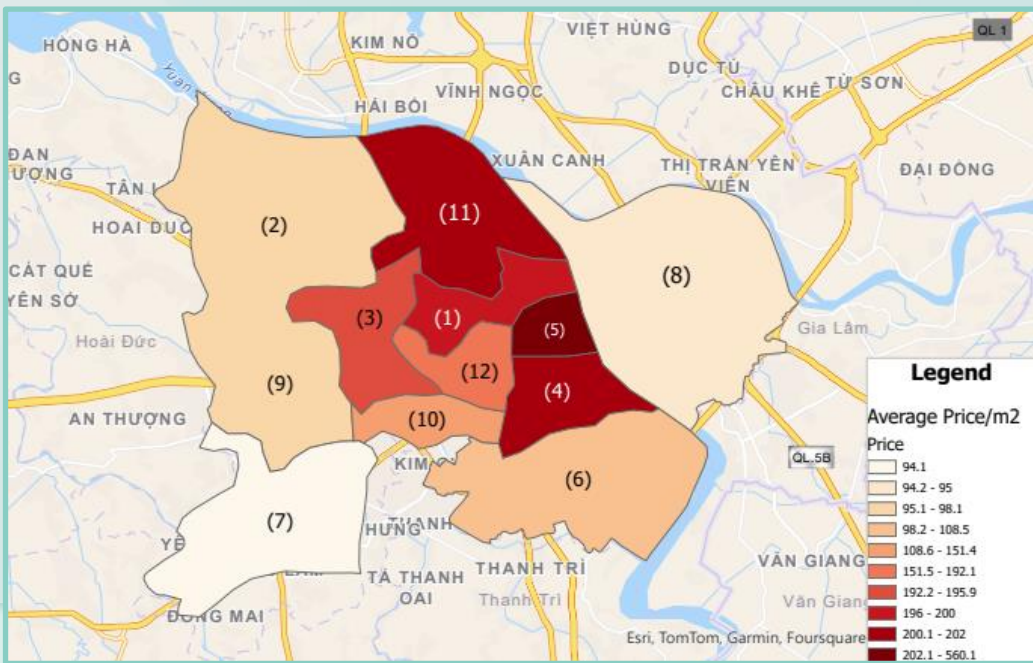 HỒNG HÀ
KIM NỖ
VIỆT HÙNG
QL 1
DỤC TÚ
VĨNH NGỌC
CHÂU KHÊ
TỪ SƠN
HẢI BỐI
XUÂN CANH
THỊ TRẤN YÊN
VIÊN
ĐẠI ĐỒNG
ĐAN
TÂN
HOAI DUC
CÁT QUẾ
YÊN SỞ
Hoài Đức
AN THƯỢNG
(2)
(11)
(8)
(3)
(1)
(5)
(12)
(9)
(4)
(10)
(6)
(7)
Gia Lâm
QL.5B
KIM
HƯNG
THANH
TẢ THANH
OAI
THANH TRÌ
Thanh Trì
ĐỒNG MAI
VĂN GIANG
Văn Giang
Legend
Average Price/m2
Price
94.1
94.2 - 95
95.1 - 98.1
98.2 - 108.5
108.6 - 151.4
151.5 - 192.1
192.2 - 195.9
196 - 200
200.1 - 202
202.1 - 560.1
Esri, TomTom, Garmin, Foursquare